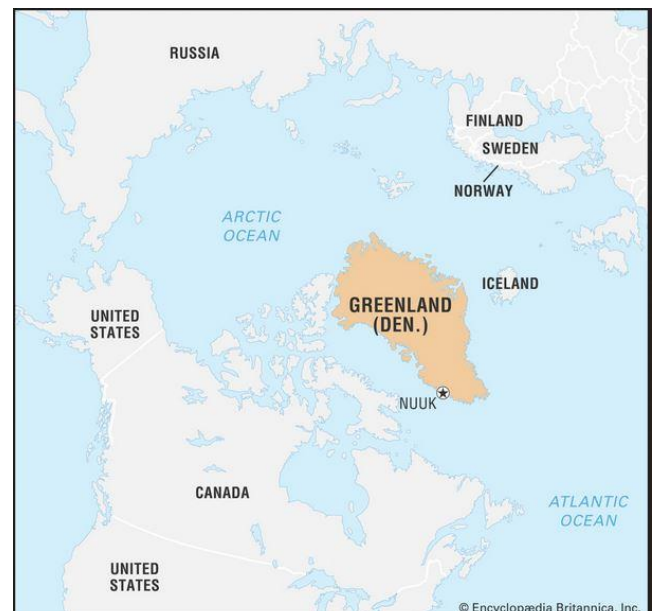 RUSSIA
FINLAND
SWEDEN
NORWAY
ARCTIC
OCEAN
ICELAND
GREENLAND
(DEN.)
UNITED
STATES
NUUK
CANADA
ATLANTIC
OCEAN
UNITED
STATES
© Encyclopædia Britannica, Inc.